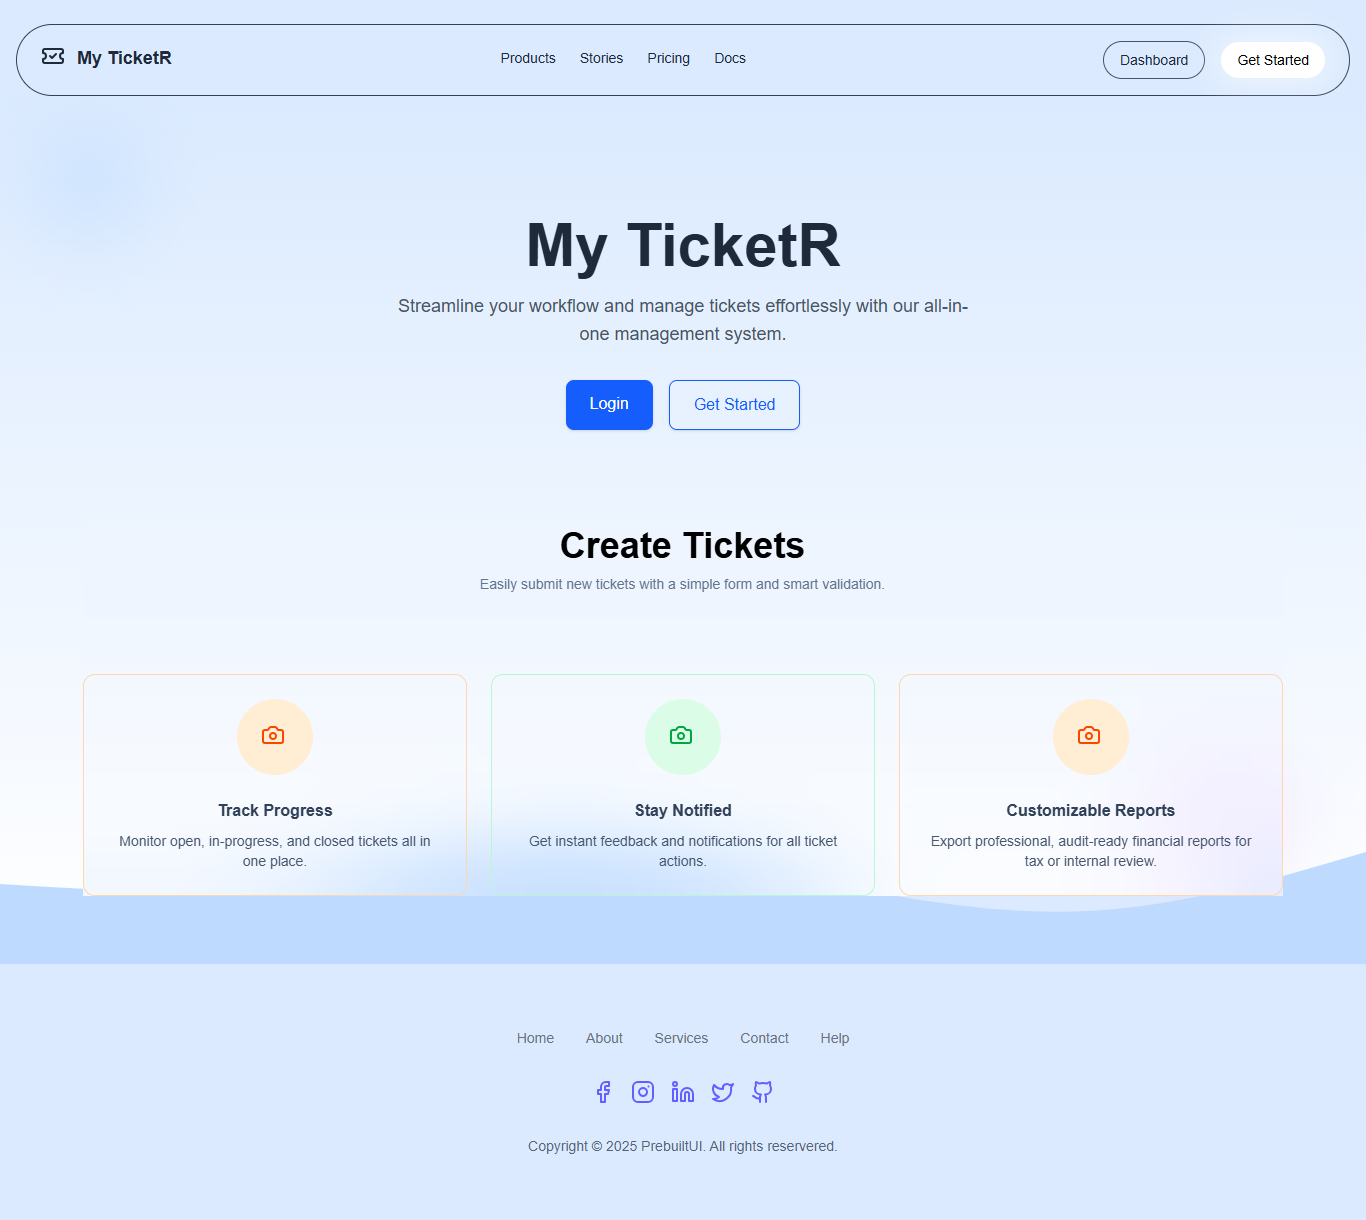 My TicketR
Products Stories Pricing Docs
Dashboard
Get Started
My TicketR
Streamline your workflow and manage tickets effortlessly with our all-in-
one management system.
Login
Get Started
Create Tickets
Easily submit new tickets with a simple form and smart validation.
Track Progress
Monitor open, in-progress, and closed tickets all in
one place.
Stay Notified
Get instant feedback and notifications for all ticket
actions.
Customizable Reports
Export professional, audit-ready financial reports for
tax or internal review.
Home About Services Contact Help
Copyright © 2025 PrebuiltUI. All rights reservered.